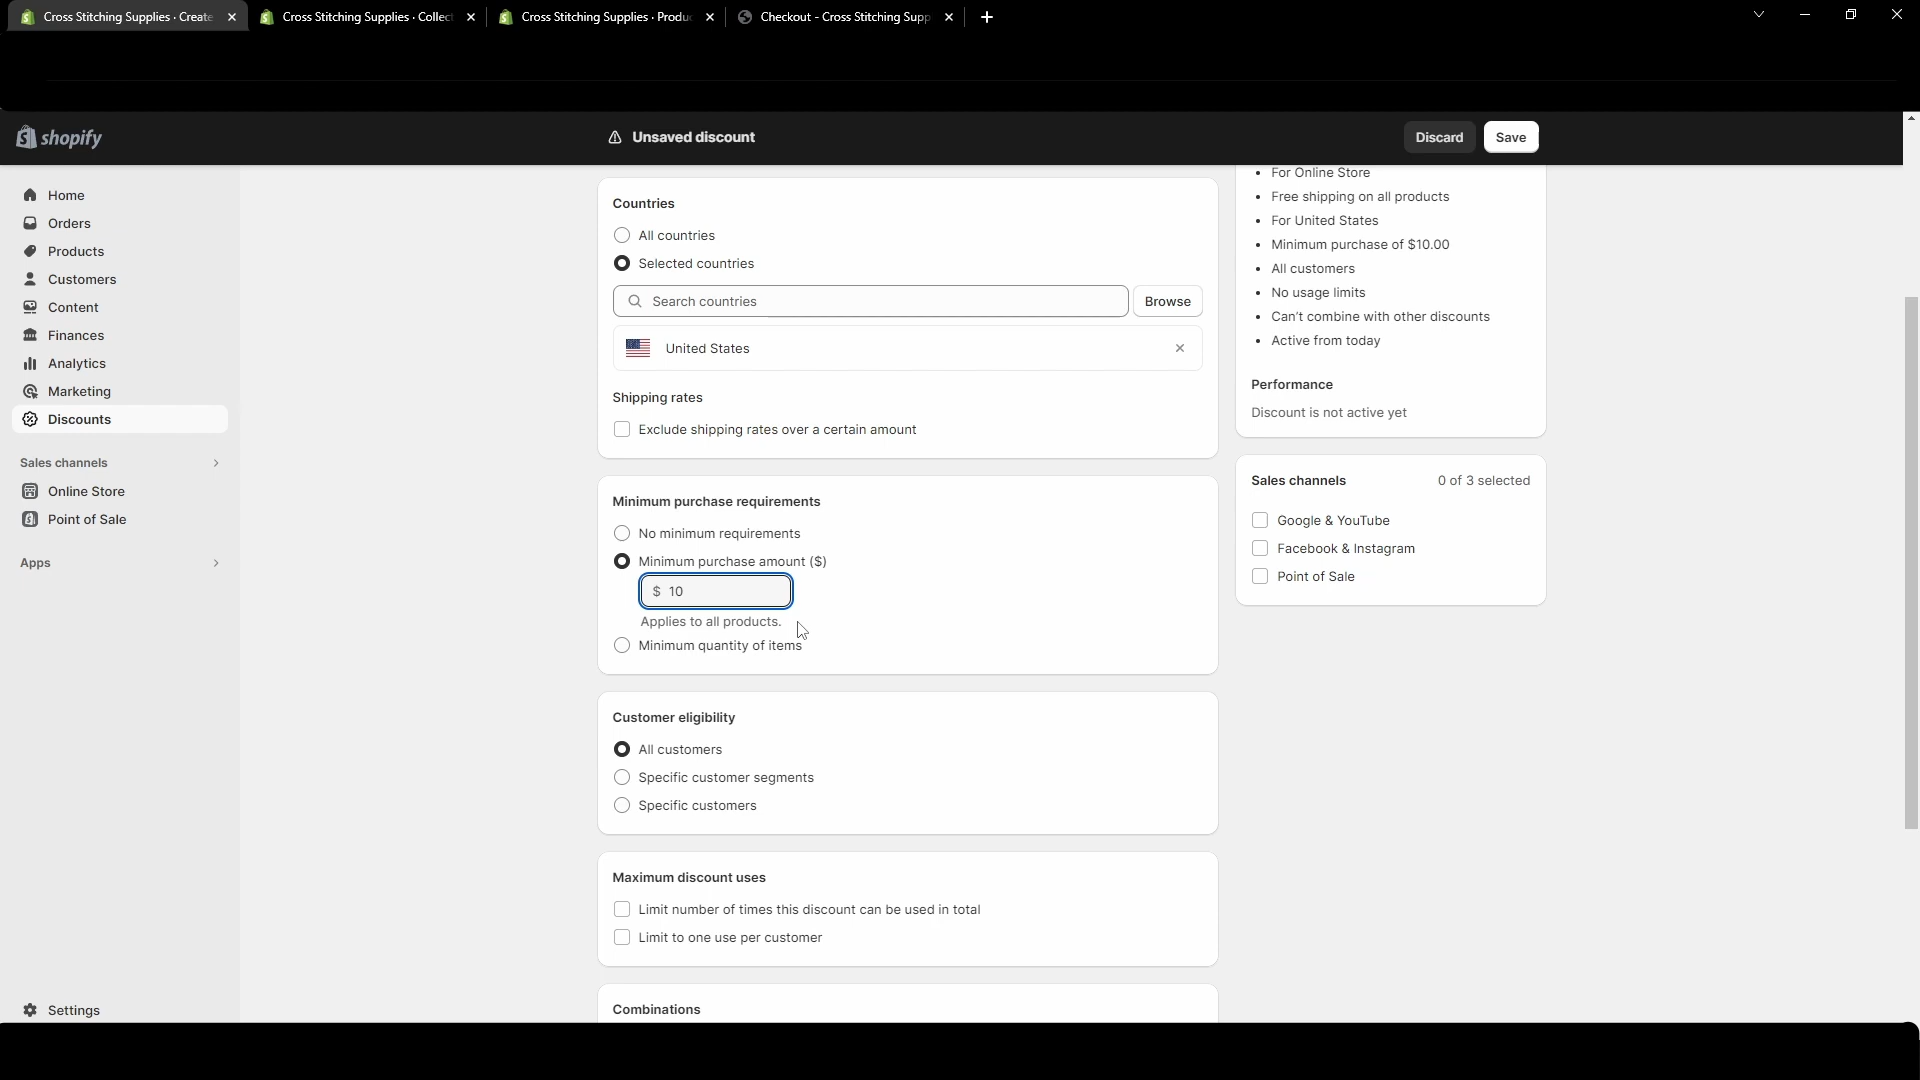 Cross Stitching Supplies · Create
Cross Stitching Supplies · Collect
Cross Stitching Supplies · Produc
Checkout - Cross Stitching Supp
shopify
Unsaved discount
Discard
Save
Home
Orders
Products
Customers
Content
Finances
Analytics
Marketing
Discounts
Sales channels
Online Store
Point of Sale
Apps
Settings
Countries
All countries
Selected countries
Search countries
Browse
United States
Shipping rates
Exclude shipping rates over a certain amount
Minimum purchase requirements
No minimum requirements
Minimum purchase amount ($)
$ 10
Applies to all products.
Minimum quantity of items
Customer eligibility
All customers
Specific customer segments
Specific customers
Maximum discount uses
Limit number of times this discount can be used in total
Limit to one use per customer
Combinations
• For Online Store
• Free shipping on all products
• For United States
• Minimum purchase of $10.00
• All customers
• No usage limits
• Can't combine with other discounts
• Active from today
Performance
Discount is not active yet
Sales channels
0 of 3 selected
Google & YouTube
Facebook & Instagram
Point of Sale